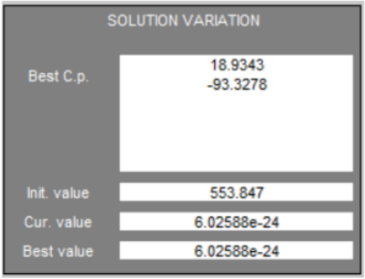 SOLUTION VARIATION
Best C.p.
18.9343
-93.3278
Init. value
553.847
Cur. value
6.02588e-24
Best value
6.02588e-24